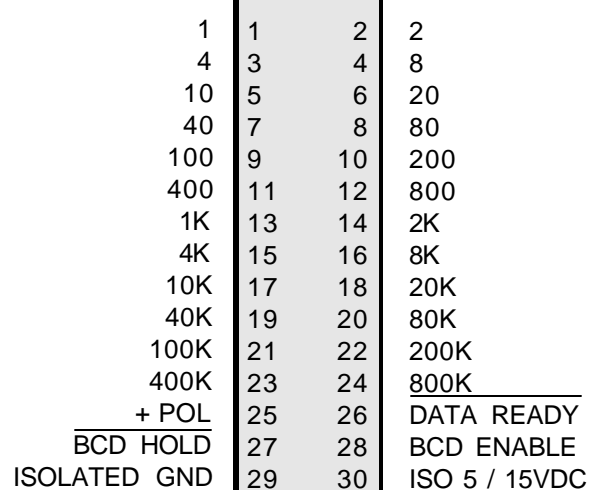 1 1 2 2
4 3 4 8
10 5 6 20
40 7 8 80
100 9 10 200
400 11 12 800
1K 13 14 2K
4K 15 16 8K
10K 17 18 20K
40K 19 20 80K
100K 21 22 200K
400K 23 24 800K
+ POL 25 26 DATA READY
BCD HOLD 27 28 BCD ENABLE
ISOLATED GND 29 30 ISO 5 / 15VDC